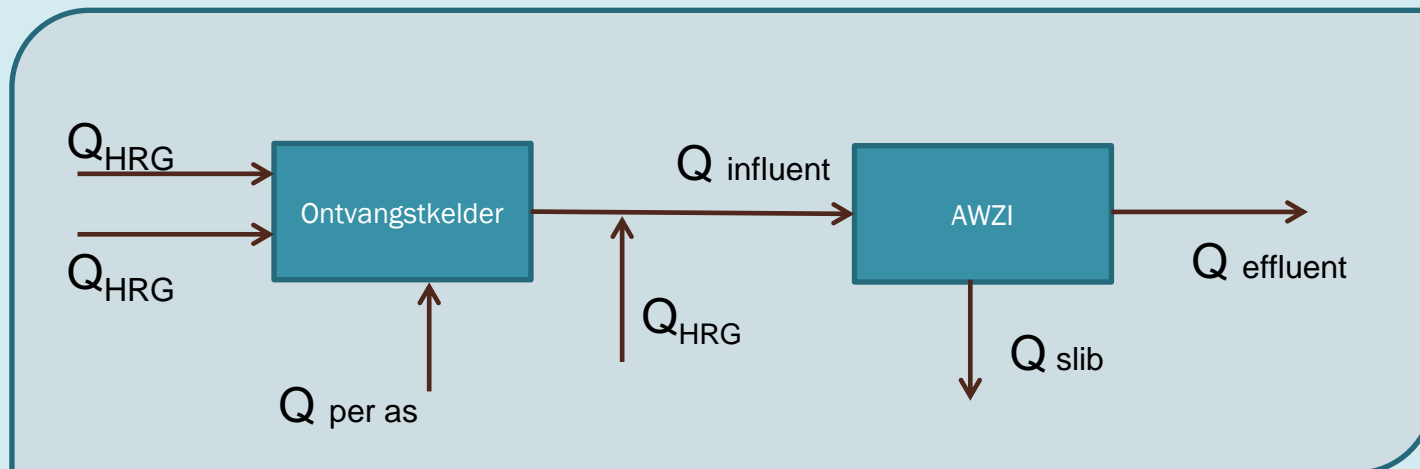 Q HRG
Q HRG
Ontvangstkelder
Q per as
Q HRG
Q influent
AWZI
Q effluent
Q slib